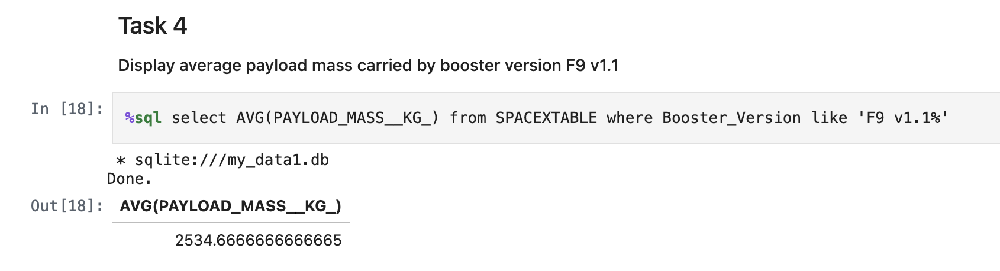 Task 4
Display average payload mass carried by booster version F9 v1.1
In [18]: %sql select AVG(PAYLOAD_MASS__KG_) from SPACEXTABLE where Booster_Version like 'F9 v1.1%'
* sqlite:///my_data1.db
Done.
Out[18]: AVG(PAYLOAD_MASS__KG_)
2534.6666666666665